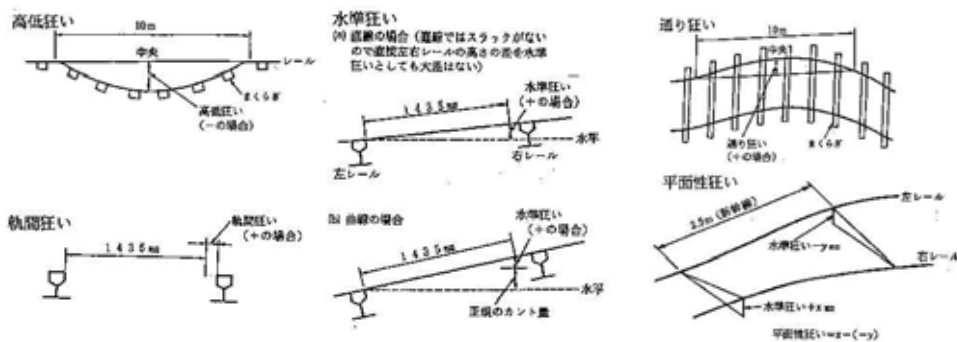 高低狂い
10m
中央
レール
まくらぎ
高低狂い
(-の場合)
軌間狂い
軌間狂い
(+の場合)
1435mm
水準狂い
(a) 直線の場合(直線ではスラックがない
ので直接左右レールの高さの差を水準
狂いとしても大差はない)
水準狂い
(+の場合)
1435mm
水平
左レール
右レール
(b) 曲線の場合
水準狂い
(+の場合)
1435mm
水平
正規のカント量
通り狂い
10m
中央
通り狂い
(+の場合)
まくらぎ
平面性狂い
2.5m(新幹線)
左レール
水準狂い-ymm
右レール
水準狂い+xmm
平面性狂い=x-(-y)